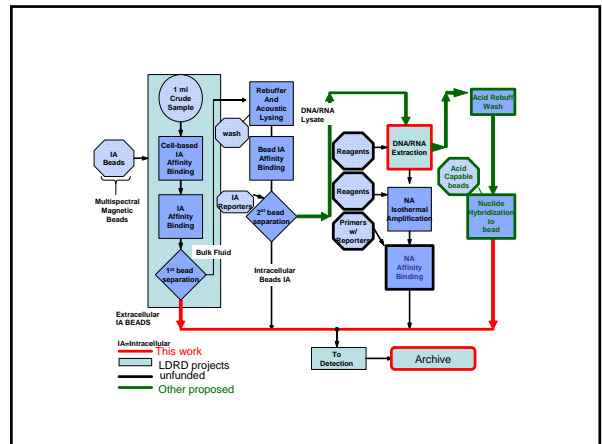 1 ml
Crude
Sample
IA
Beads
Multispectral
Magnetic
Beads
Cell-based
IA
Affinity
Binding
IA
Affinity
Binding
1st bead
separation
Bulk Fluid
Extracellular
IA BEADS
Rebuffer
And
Acoustic
Lysing
wash
Bead IA
Affinity
Binding
IA
Reporters
2st bead
separation
Intracellular
Beads IA
DNA/RNA
Lysate
Reagents
DNA/RNA
Extraction
Reagents
NA
Isothermal
Amplification
Primers
w/
Reporters
NA
Affinity
Binding
Acid Rebuff
Wash
Acid
Capable
beads
Nuclide
Hybridization
to
bead
To
Detection
Archive
IA=Intracellular
This work
LDRD projects
unfunded
Other proposed